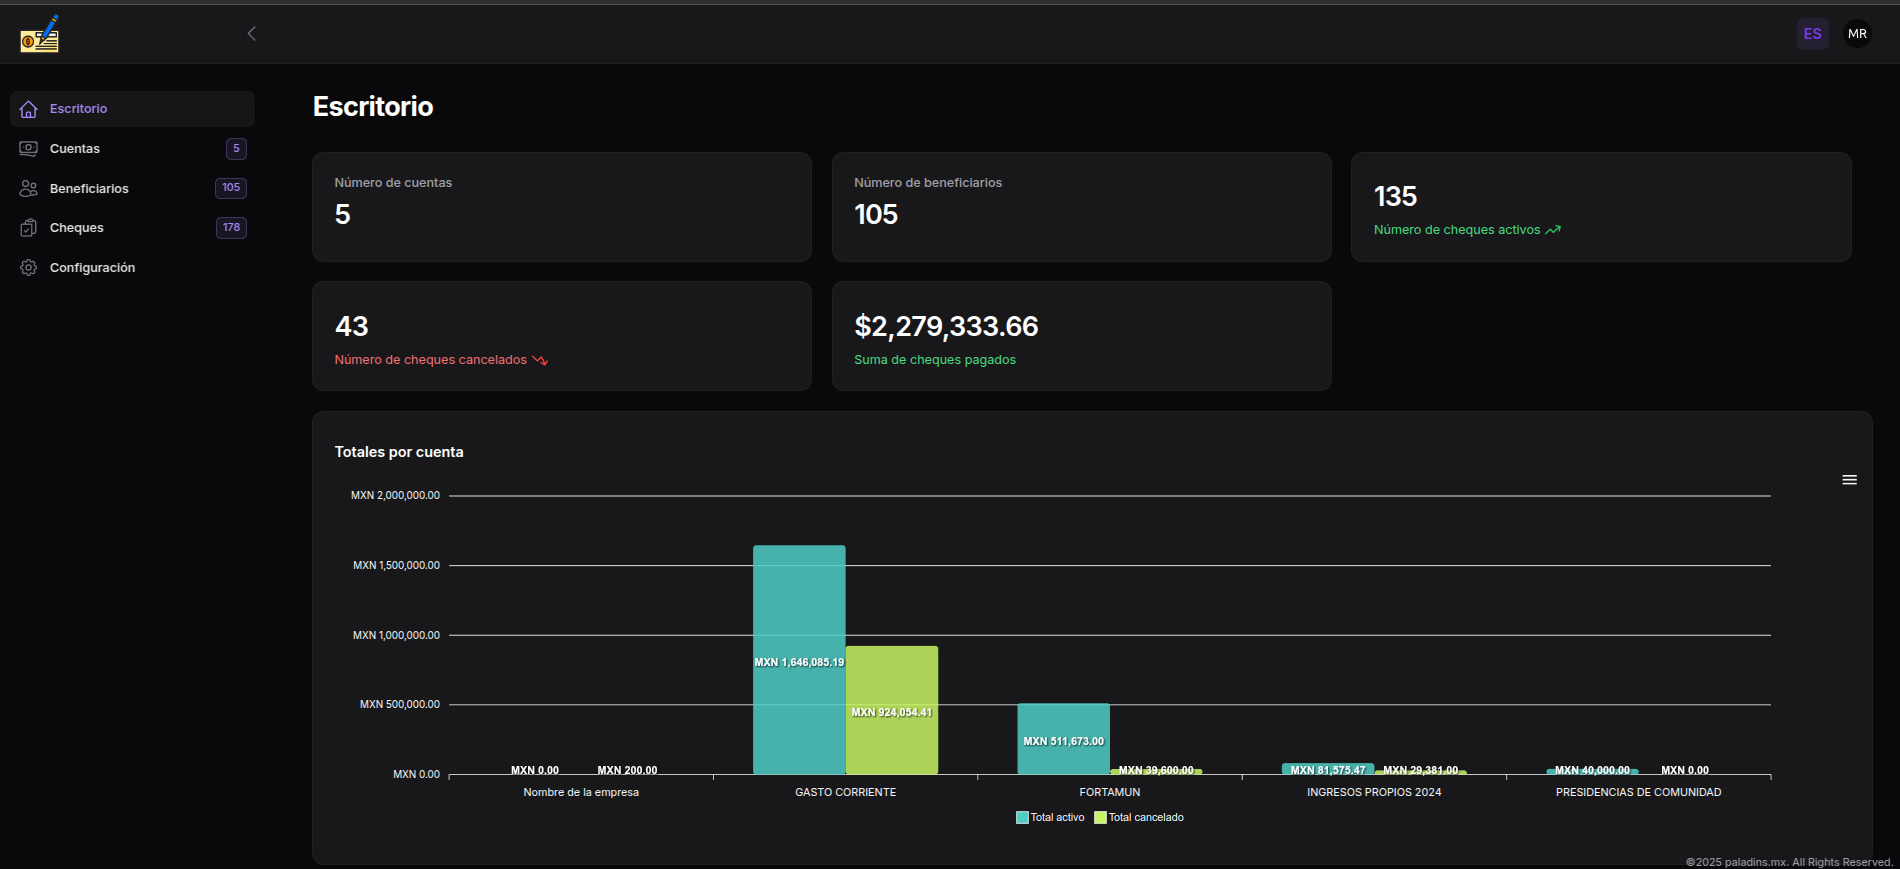 ES
MR
Escritorio
Cuentas
5
Beneficiarios
105
Cheques
178
Configuración
Escritorio
Número de cuentas
5
Número de beneficiarios
105
135
Número de cheques activos
43
Número de cheques cancelados
$2,279,333.66
Suma de cheques pagados
Totales por cuenta
MXN 2,000,000.00
MXN 1,500,000.00
MXN 1,000,000.00
MXN 500,000.00
MXN 0.00
MXN 0.00
MXN 200.00
MXN 1,646,085.19
MXN 924,054.41
MXN 511,673.00
MXN 39,600.00
MXN 81,575.47
MXN 29,381.00
MXN 40,000.00
MXN 0.00
Nombre de la empresa
GASTO CORRIENTE
FORTAMUN
INGRESOS PROPIOS 2024
PRESIDENCIAS DE COMUNIDAD
Total activo
Total cancelado
©2025 paladins.mx. All Rights Reserved.